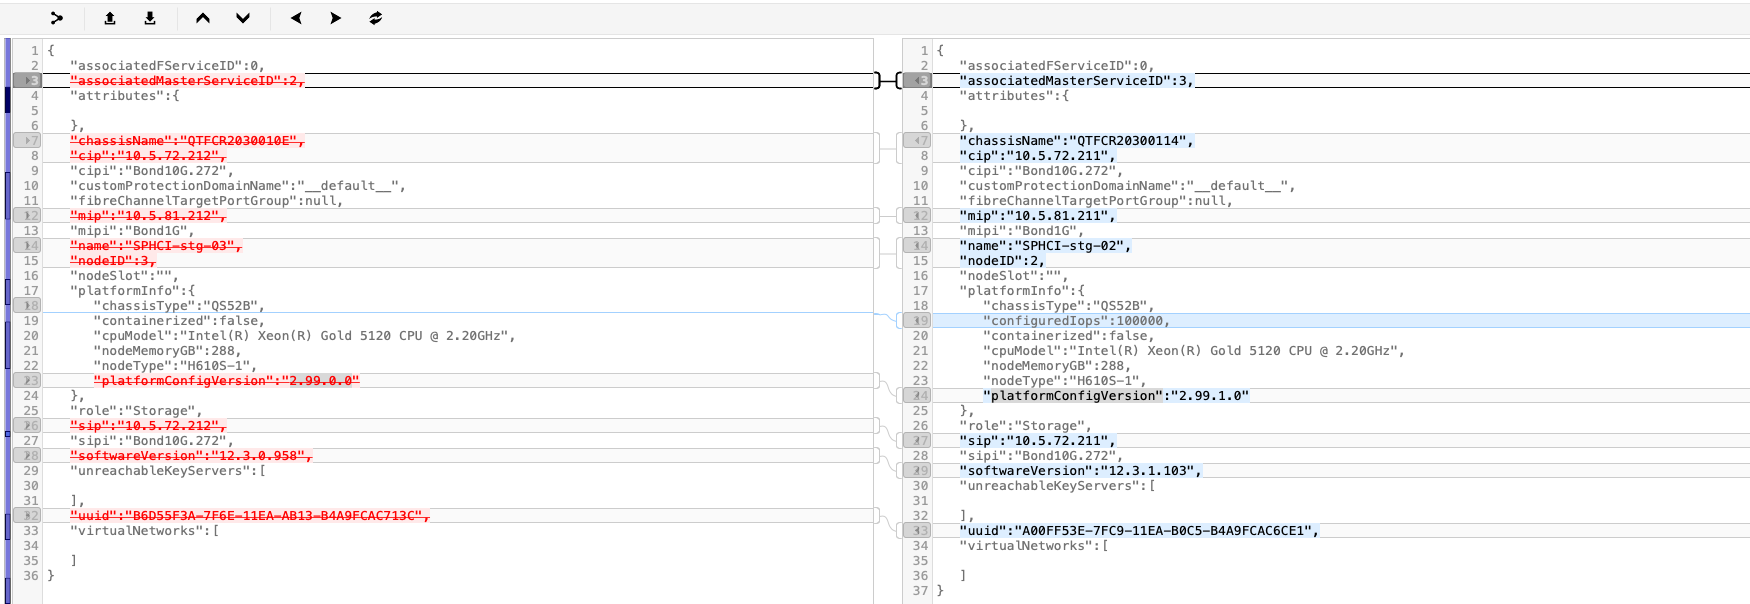 1 {
2 "associatedFServiceID":0,
3 "associatedMasterServiceID":2,
4 "attributes":{
5
6 },
7 "chassisName":"QTFCR2030010E",
8 "cip":"10.5.72.212",
9 "cipi":"Bond10G.272",
10 "customProtectionDomainName":"__default__",
11 "fibreChannelTargetPortGroup":null,
12 "mip":"10.5.81.212",
13 "mipi":"Bond1G",
14 "name":"SPHCI-stg-03",
15 "nodeID":3,
16 "nodeSlot":"",
17 "platformInfo":{
18 "chassisType":"QS52B",
19 "containerized":false,
20 "cpuModel":"Intel(R) Xeon(R) Gold 5120 CPU @ 2.20GHz",
21 "nodeMemoryGB":288,
22 "nodeType":"H610S-1",
23 "platformConfigVersion":"2.99.0.0"
24 },
25 "role":"Storage",
26 "sip":"10.5.72.212",
27 "sipi":"Bond10G.272",
28 "softwareVersion":"12.3.0.958",
29 "unreachableKeyServers":[
30
31 ],
32 "uuid":"B6D55F3A-7F6E-11EA-AB13-B4A9FCAC713C",
33 "virtualNetworks":[
34
35 ]
36 }
1 {
2 "associatedFServiceID":0,
3 "associatedMasterServiceID":3,
4 "attributes":{
5
6 },
7 "chassisName":"QTFCR20300114",
8 "cip":"10.5.72.211",
9 "cipi":"Bond10G.272",
10 "customProtectionDomainName":"__default__",
11 "fibreChannelTargetPortGroup":null,
12 "mip":"10.5.81.211",
13 "mipi":"Bond1G",
14 "name":"SPHCI-stg-02",
15 "nodeID":2,
16 "nodeSlot":"",
17 "platformInfo":{
18 "chassisType":"QS52B",
19 "configuredIops":100000,
20 "containerized":false,
21 "cpuModel":"Intel(R) Xeon(R) Gold 5120 CPU @ 2.20GHz",
22 "nodeMemoryGB":288,
23 "nodeType":"H610S-1",
24 "platformConfigVersion":"2.99.1.0"
25 },
26 "role":"Storage",
27 "sip":"10.5.72.211",
28 "sipi":"Bond10G.272",
29 "softwareVersion":"12.3.1.103",
30 "unreachableKeyServers":[
31
32 ],
33 "uuid":"A00FF53E-7FC9-11EA-B0C5-B4A9FCAC6CE1",
34 "virtualNetworks":[
35
36 ]
37 }